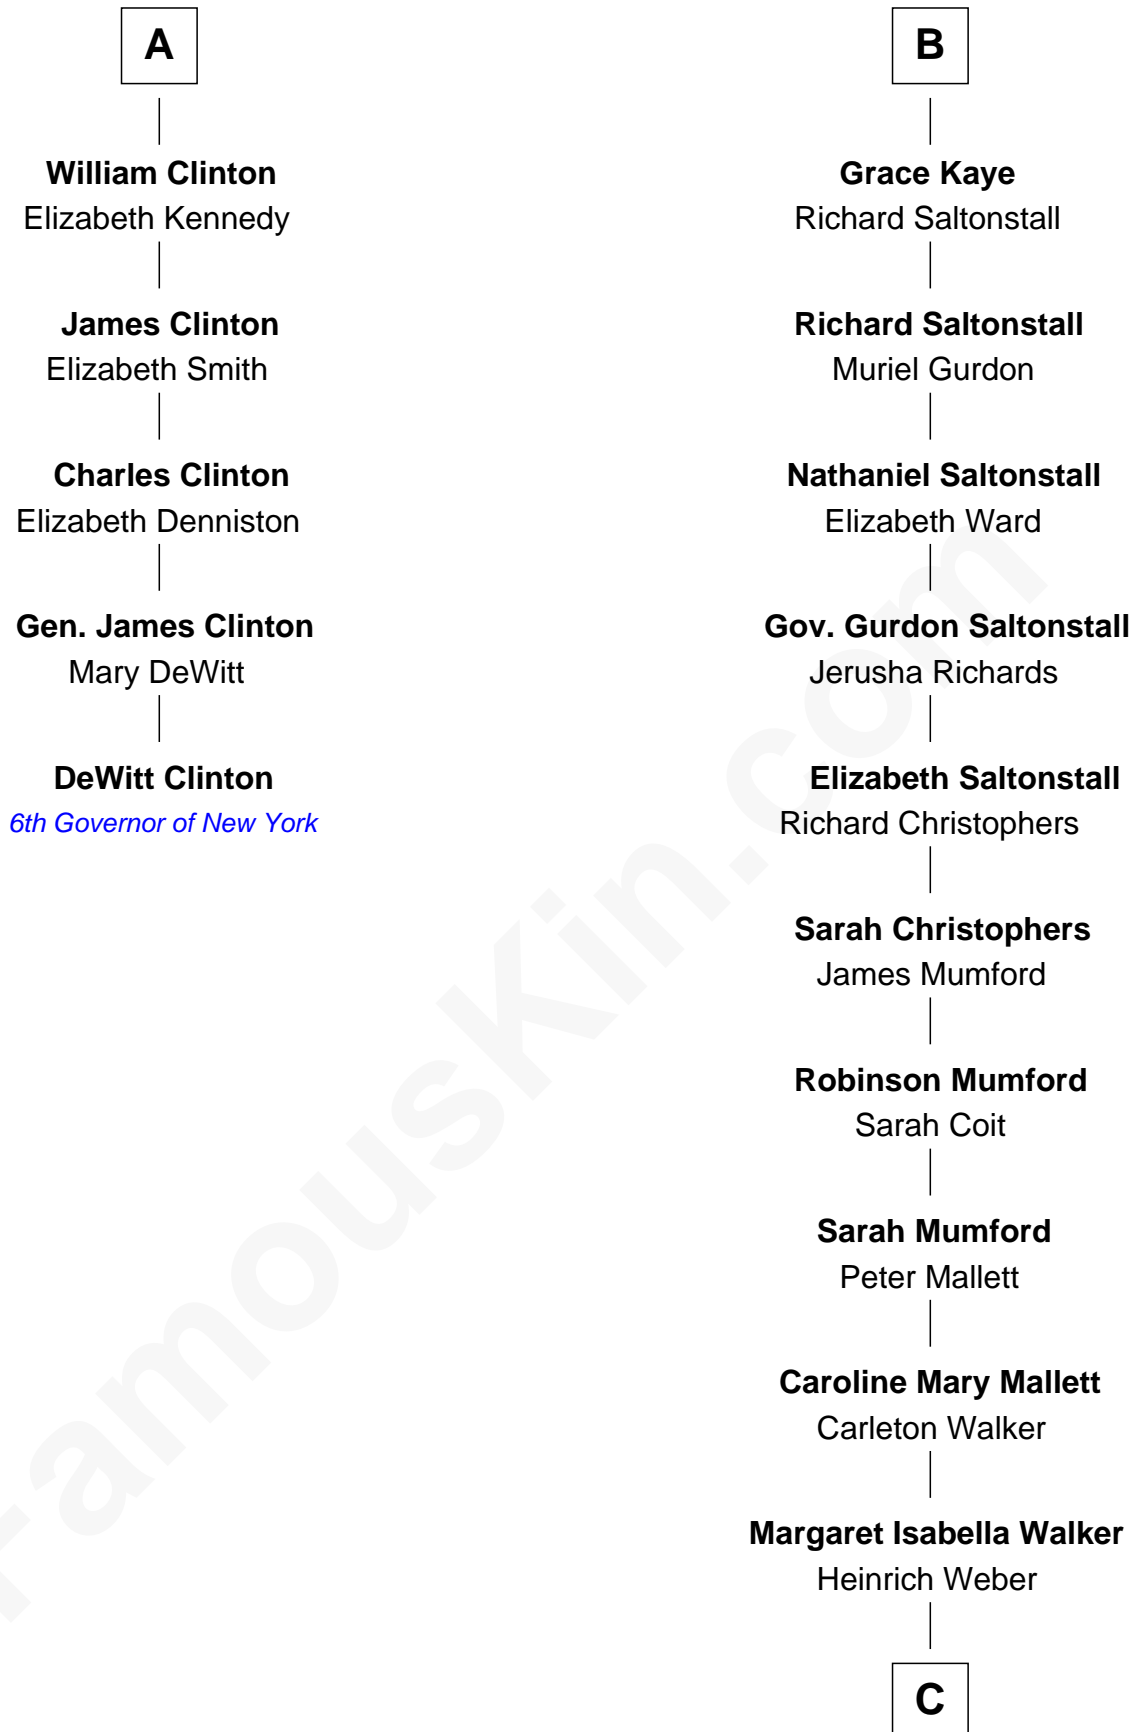 A
William Clinton
Elizabeth Kennedy
James Clinton
Elizabeth Smith
Charles Clinton
Elizabeth Denniston
Gen. James Clinton
Mary DeWitt
DeWitt Clinton
6th Governor of New York
B
Grace Kaye
Richard Saltonstall
Richard Saltonstall
Muriel Gurdon
Nathaniel Saltonstall
Elizabeth Ward
Gov. Gurdon Saltonstall
Jerusha Richards
Elizabeth Saltonstall
Richard Christophers
Sarah Christophers
James Mumford
Robinson Mumford
Sarah Coit
Sarah Mumford
Peter Mallett
Caroline Mary Mallett
Carleton Walker
Margaret Isabella Walker
Heinrich Weber
C
FamousKin.com